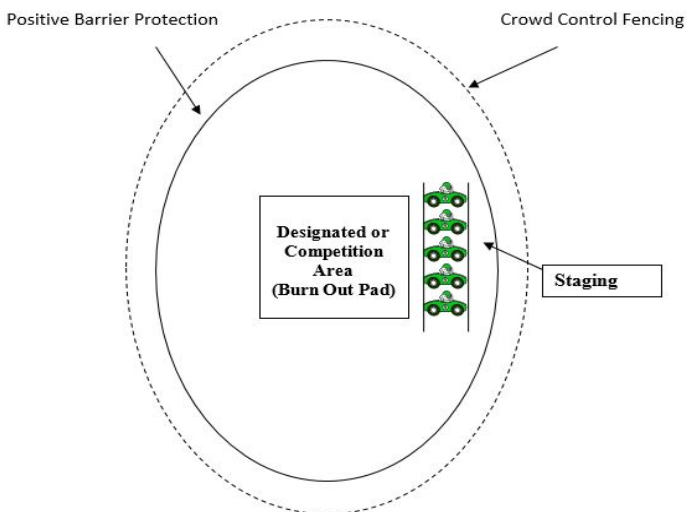 Positive Barrier Protection
Crowd Control Fencing
Designated or
Competition
Area
(Burn Out Pad)
Staging